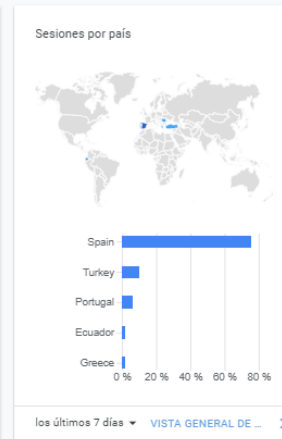 Sesiones por país
Spain
Turkey
Portugal
Ecuador
Greece
0 % 20 % 40 % 60 % 80 %
los últimos 7 días VISTA GENERAL DE ...